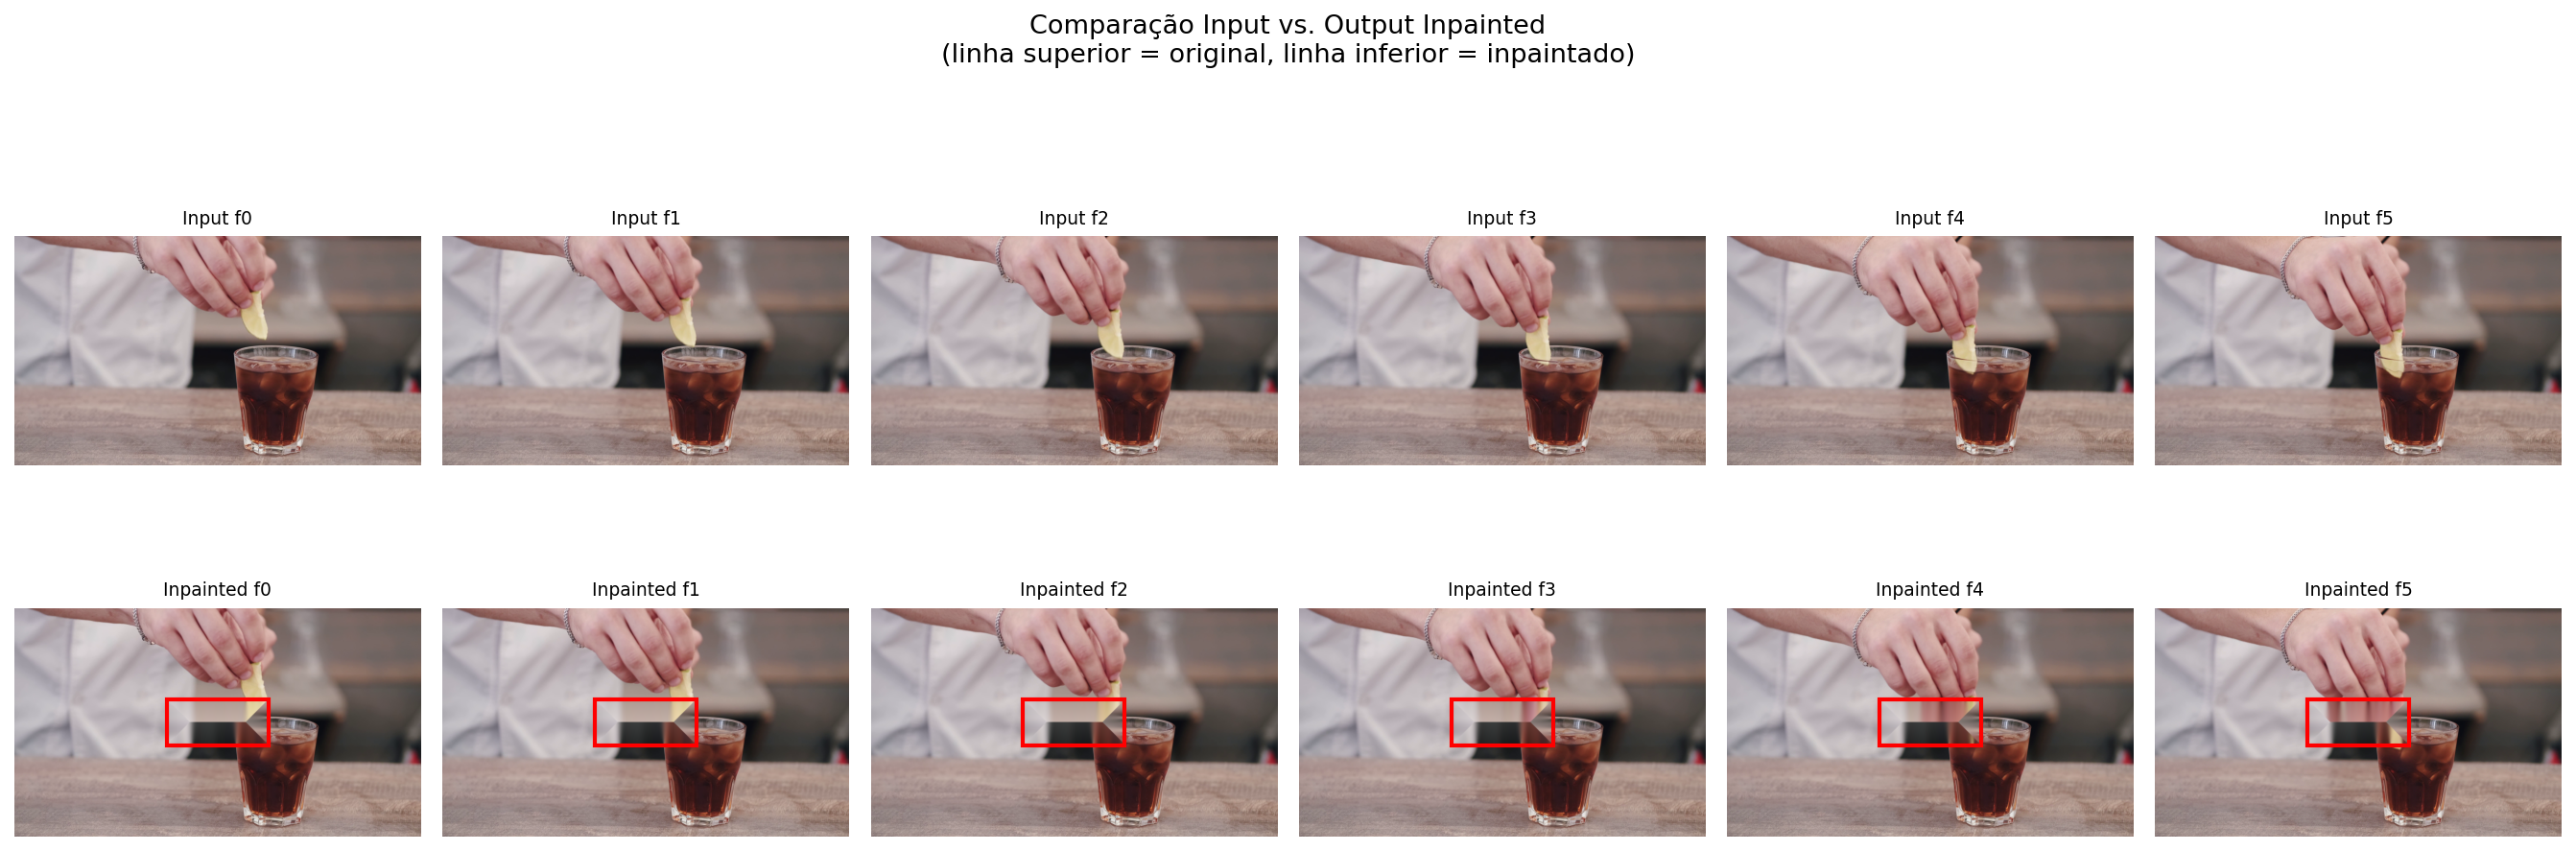 Comparação Input vs. Output Inpainted
(linha superior = original, linha inferior = inpaintado)
Input f0
Input f1
Input f2
Input f3
Input f4
Input f5
Inpainted f0
Inpainted f1
Inpainted f2
Inpainted f3
Inpainted f4
Inpainted f5